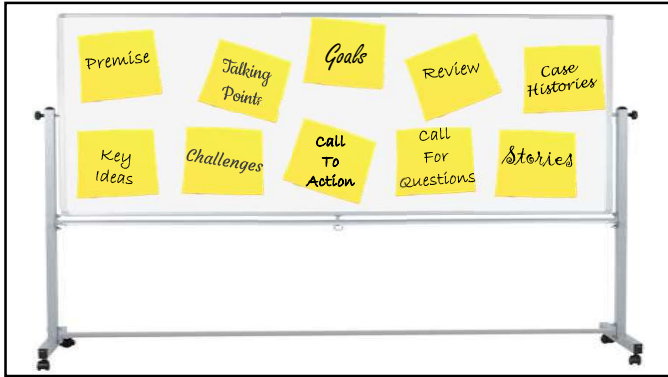 Premise
Talking
Points
Goals
Review
Case
Histories
Key
Ideas
Challenges
Call
To
Action
Call
For
Questions
Stories